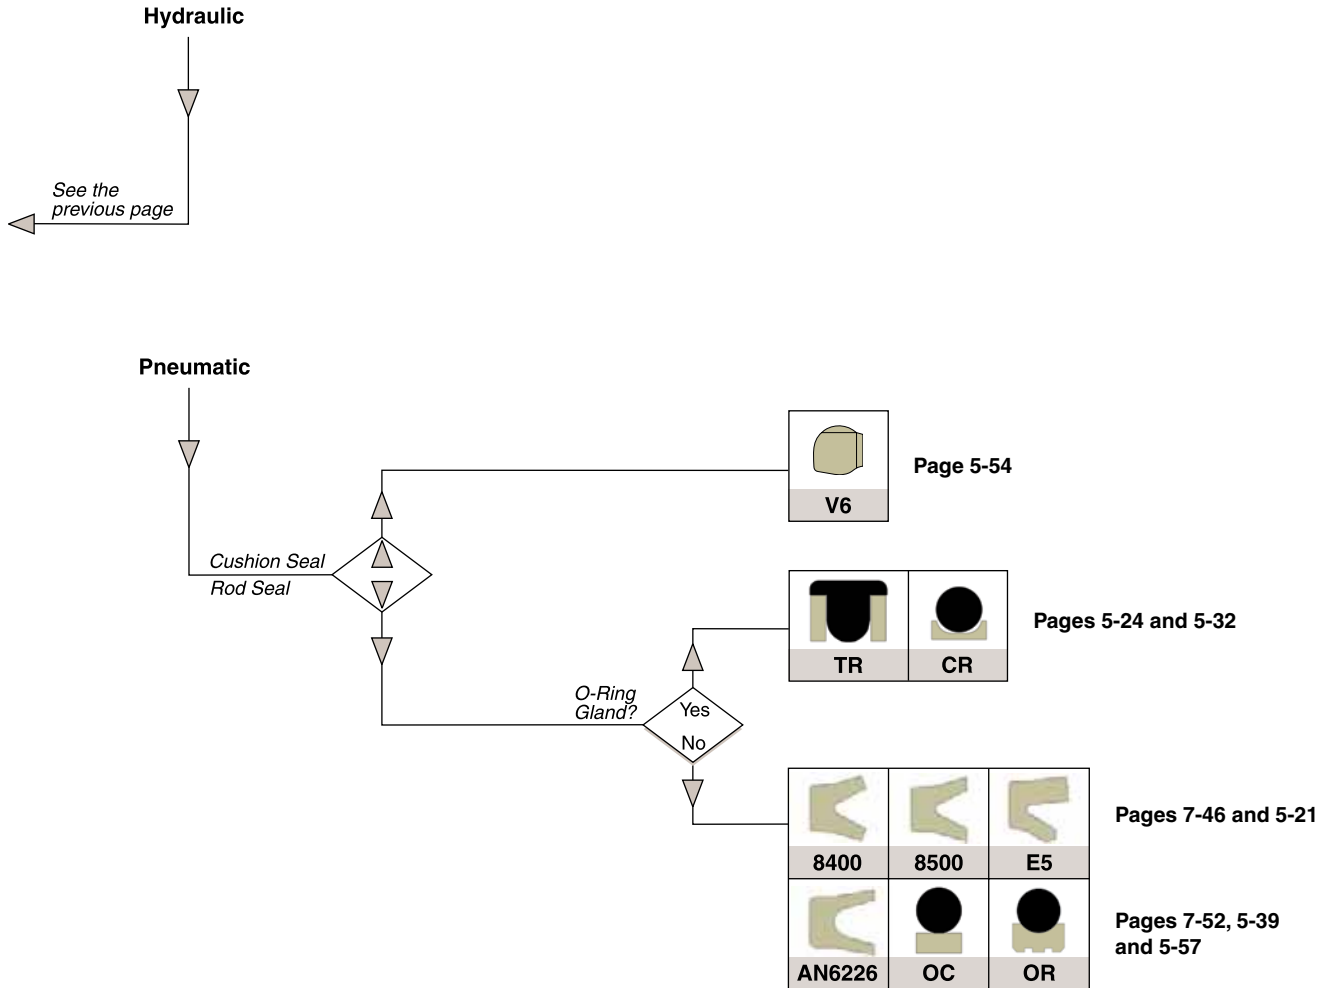 Hydraulic
See the
previous page
Pneumatic
Page 5-54
V6
Cushion Seal
Rod Seal
Pages 5-24 and 5-32
TR CR
O-Ring
Gland?
Yes
No
Pages 7-46 and 5-21
8400 8500 E5
Pages 7-52, 5-39
and 5-57
AN6226 OC OR